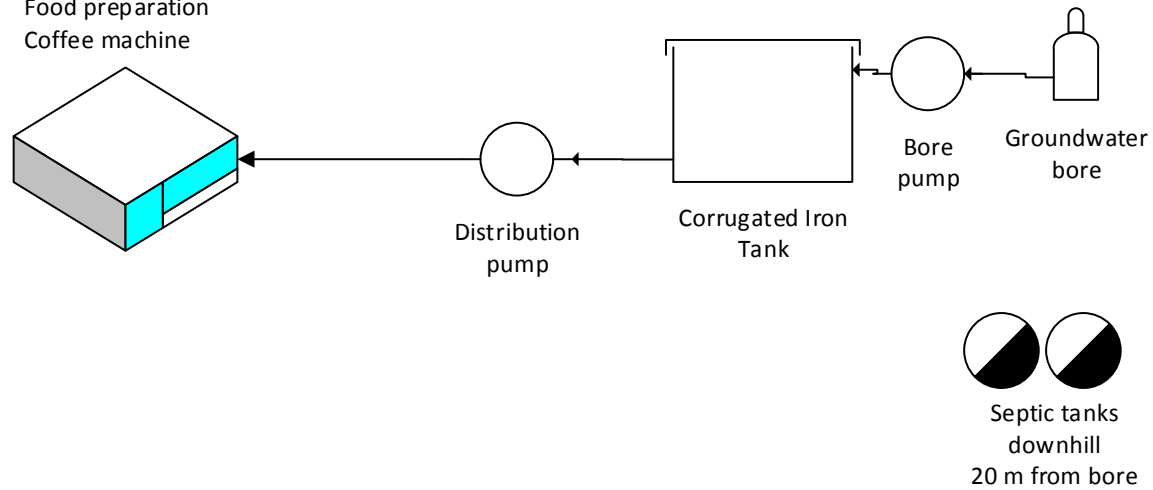 Food preparation
Coffee machine
Groundwater
bore
Bore
pump
Corrugated Iron
Tank
Distribution
pump
Septic tanks
downhill
20 m from bore